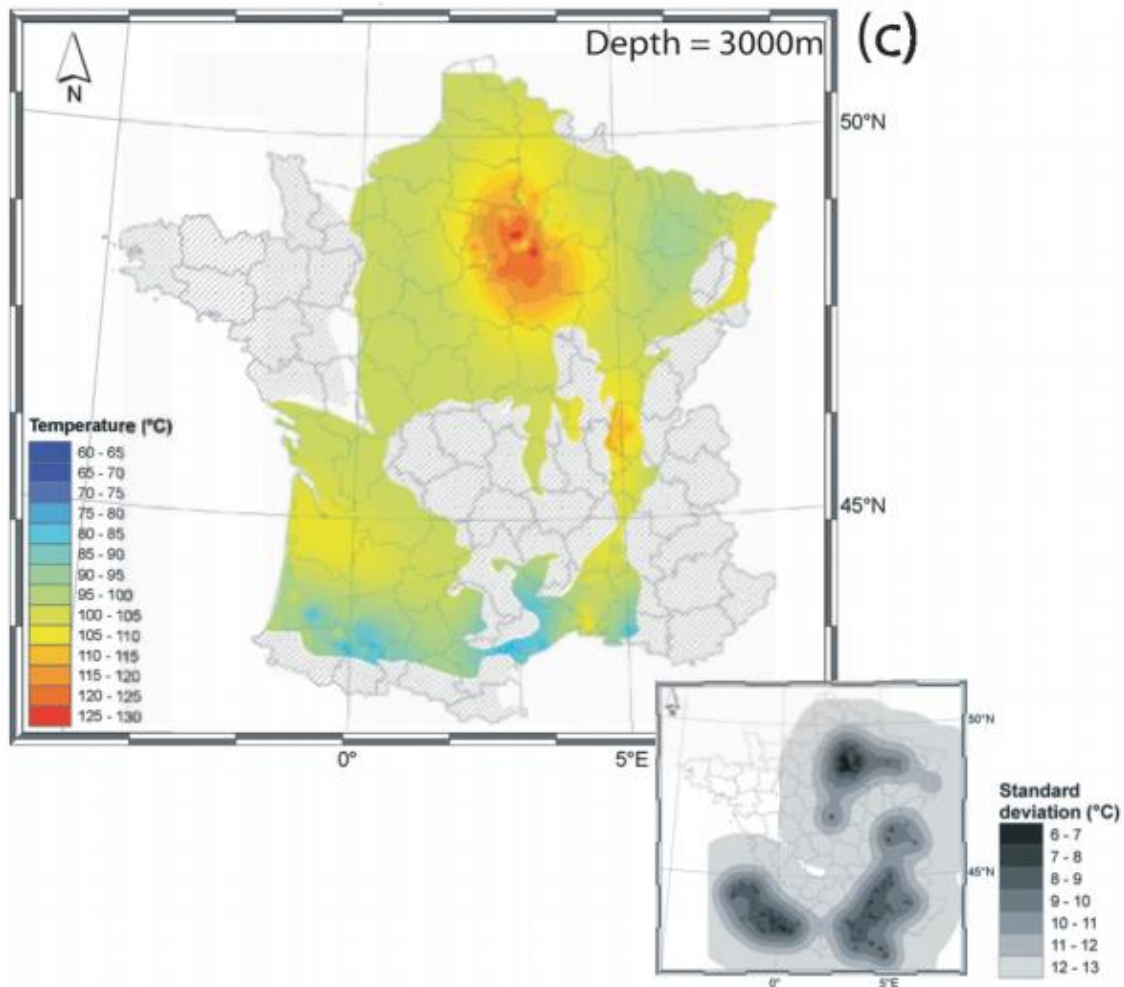 Depth = 3000m
(c)
N
50°N
Temperature (°C)
60 - 65
65 - 70
70 - 75
75 - 80
80 - 85
85 - 90
90 - 95
95 - 100
100 - 105
105 - 110
110 - 115
115 - 120
120 - 125
125 - 130
45°N
0°
5°E
50°N
45°N
0°
5°E
Standard
deviation (°C)
6 - 7
7 - 8
8 - 9
9 - 10
10 - 11
11 - 12
12 - 13